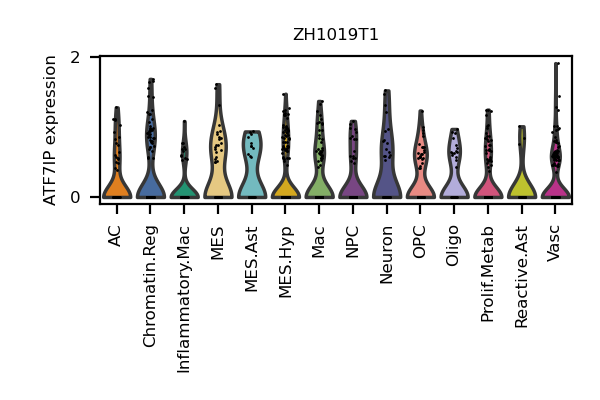 ZH1019T1
ATF7IP expression
2
0
AC
Chromatin.Reg
Inflammatory.Mac
MES
MES.Ast
MES.Hyp
Mac
NPC
Neuron
OPC
Oligo
Prolif.Metab
Reactive.Ast
Vasc